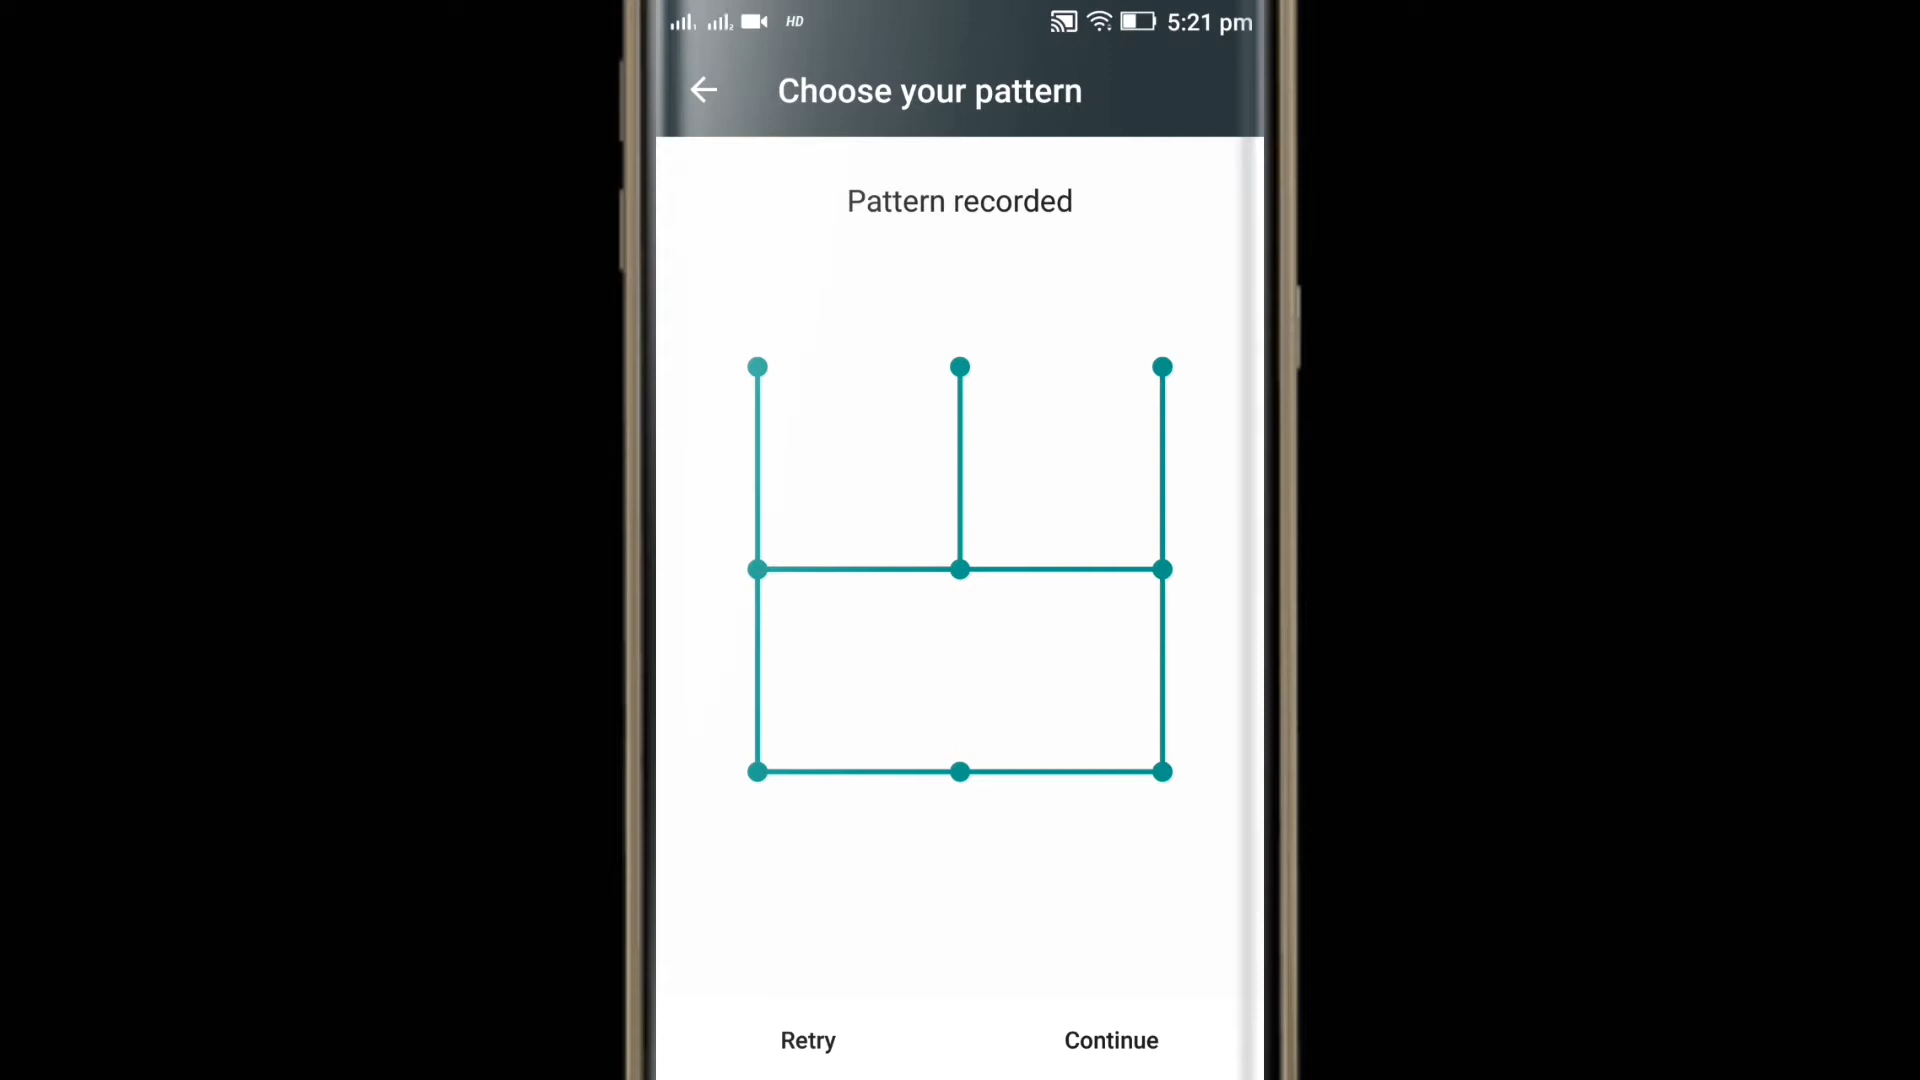 HD
5:21 pm
Choose your pattern
Pattern recorded
Retry
Continue